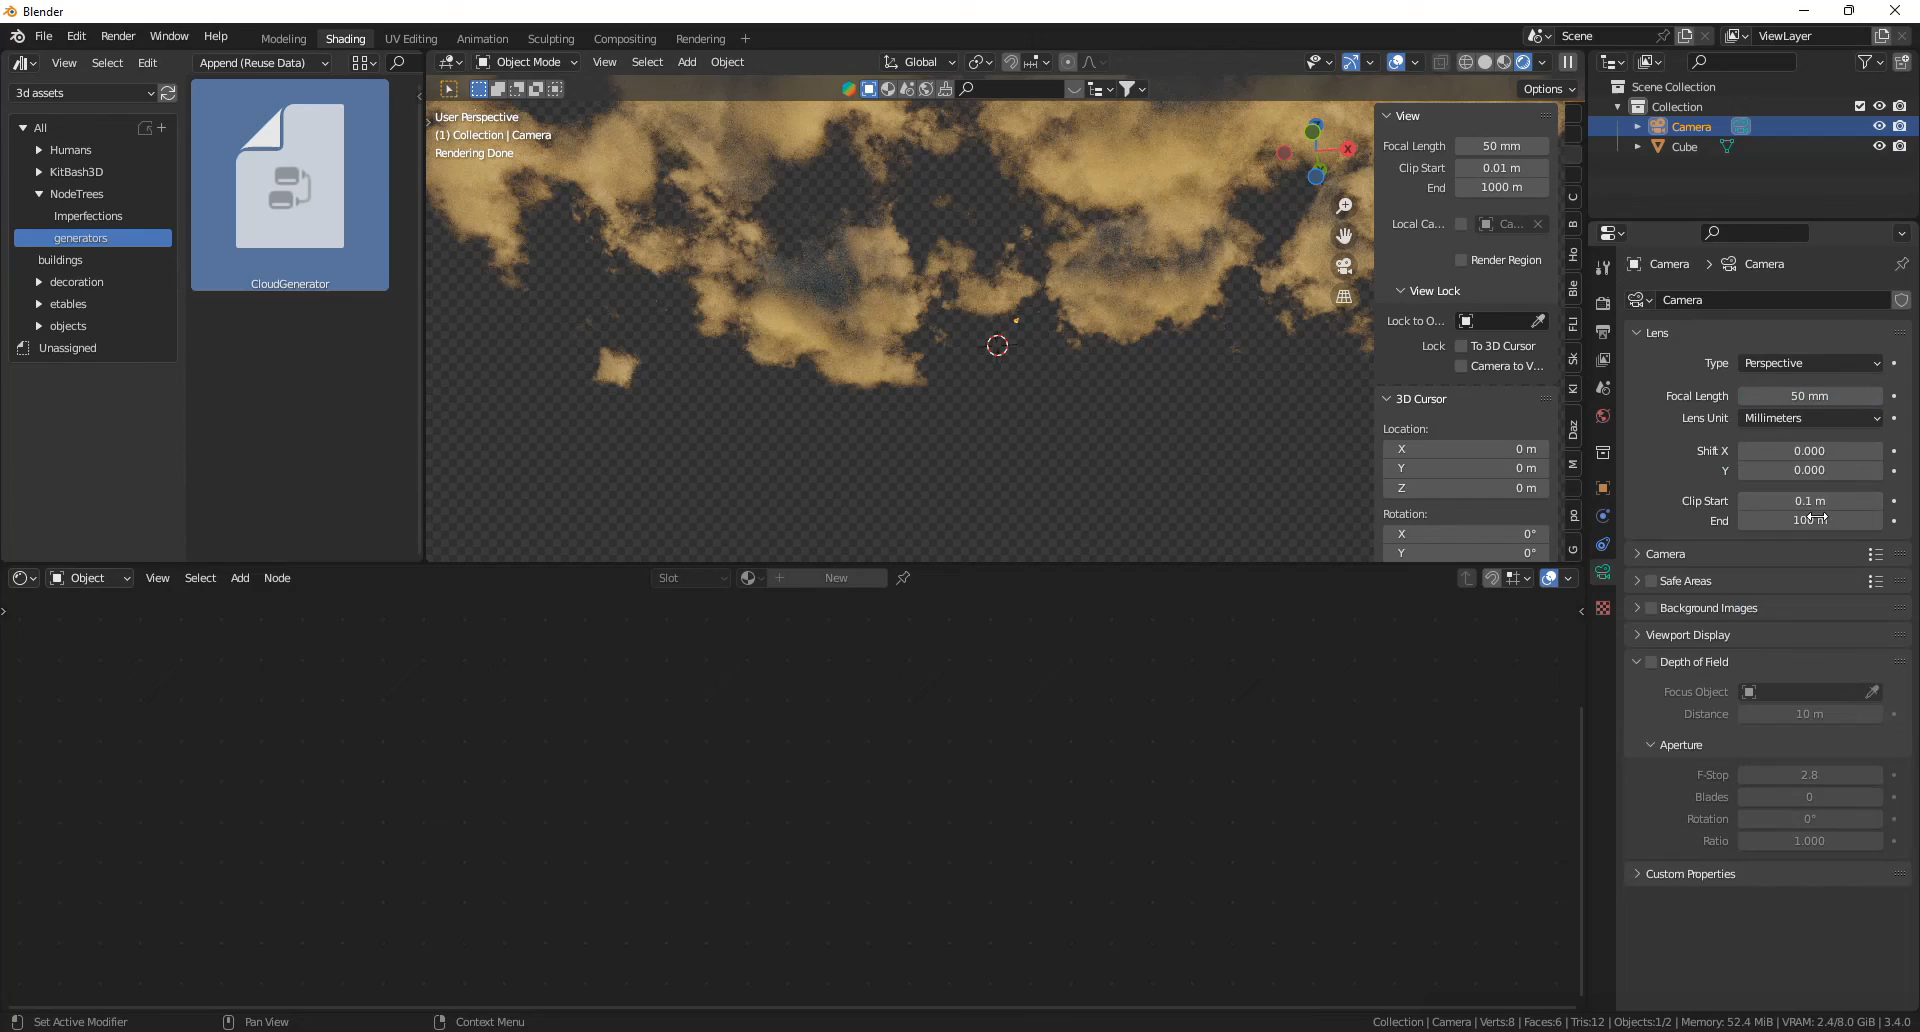 Blender
File Edit Render Window Help Modeling Shading UV Editing Animation Sculpting Compositing Rendering + Scene ViewLayer
View Select Edit Append (Reuse Data) Object Mode View Select Add Object Global
3d assets
Options
All
Humans
KitBash3D
NodeTrees
Imperfections
generators
buildings
decoration
etables
objects
Unassigned
CloudGenerator
User Perspective
(1) Collection | Camera
Rendering Done
X
View
Focal Length 50 mm
Clip Start 0.01 m
End 1000 m
Local Ca... Ca...
Render Region
View Lock
Lock to O...
Lock To 3D Cursor
Camera to V...
3D Cursor
Location:
X 0 m
Y 0 m
Z 0 m
Rotation:
X 0°
Y 0°
C
B
Ho
Ble
FLI
Sk
KI
Daz
M
po
G
Scene Collection
Collection
Camera
Cube
Camera > Camera
Camera
Lens
Type Perspective
Focal Length 50 mm
Lens Unit Millimeters
Shift X 0.000
Y 0.000
Clip Start 0.1 m
End 100 m
Camera
Safe Areas
Background Images
Viewport Display
Depth of Field
Focus Object
Distance 10 m
Aperture
F-Stop 2.8
Blades 0
Rotation 0°
Ratio 1.000
Custom Properties
Object View Select Add Node Slot New
Set Active Modifier Pan View Context Menu Collection | Camera | Verts:8 | Faces:6 | Tris:12 | Objects:1/2 | Memory: 52.4 MiB | VRAM: 2.4/8.0 GiB | 3.4.0